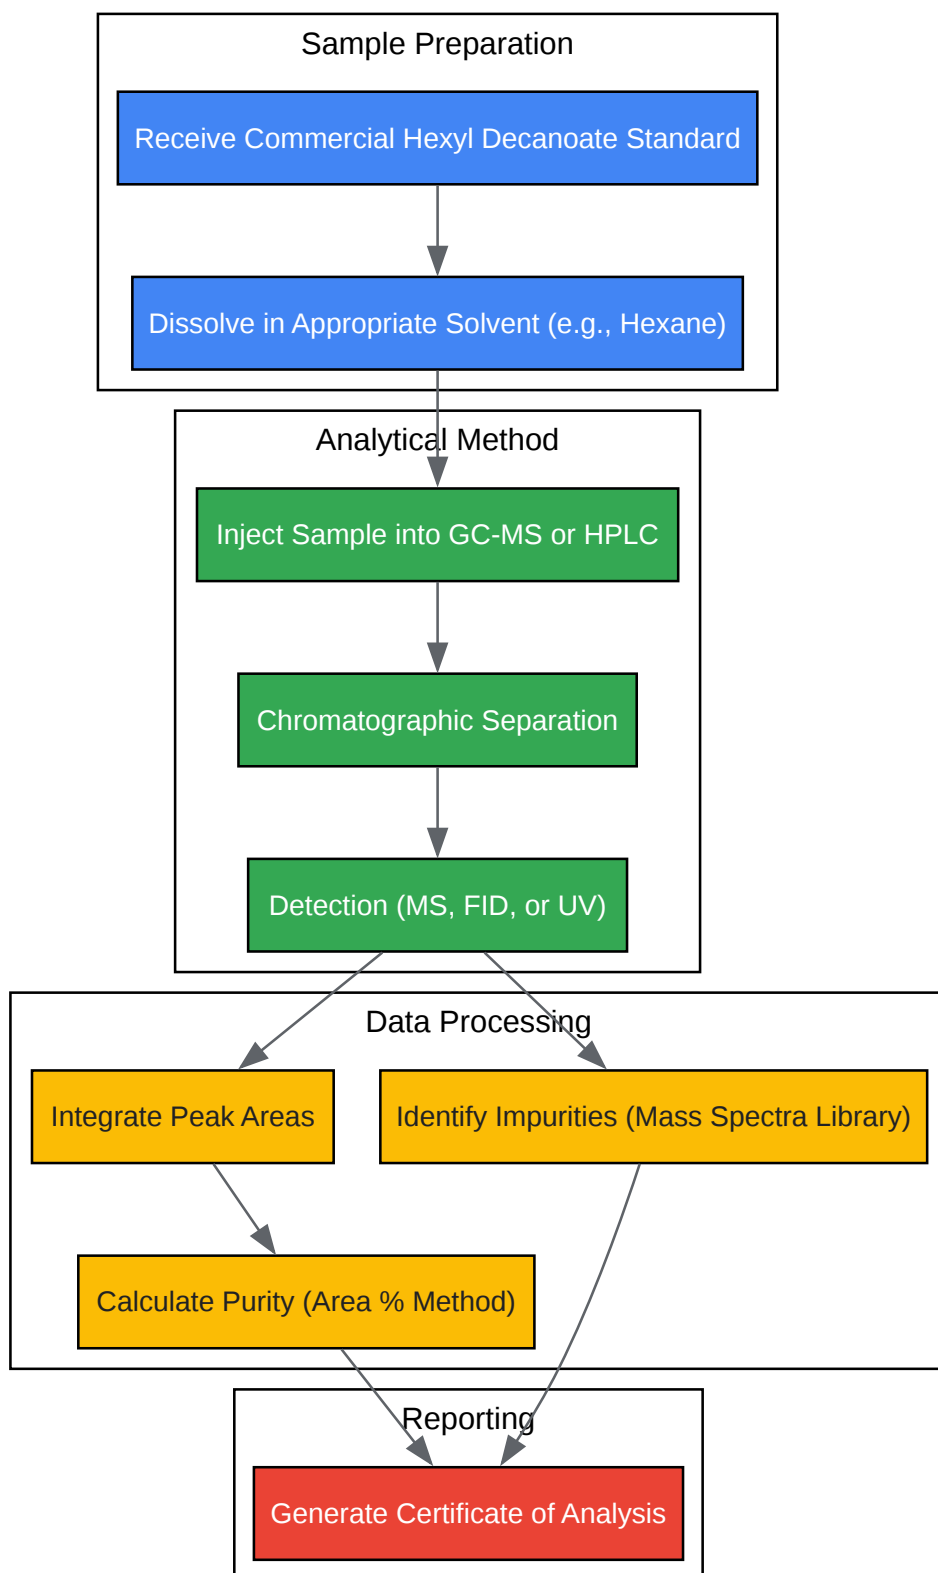 Sample Preparation
Receive Commercial Hexyl Decanoate Standard
Dissolve in Appropriate Solvent (e.g., Hexane)
Analytical Method
Inject Sample into GC-MS or HPLC
Chromatographic Separation
Detection (MS, FID, or UV)
Data Processing
Integrate Peak Areas
Identify Impurities (Mass Spectra Library)
Calculate Purity (Area % Method)
Reporting
Generate Certificate of Analysis